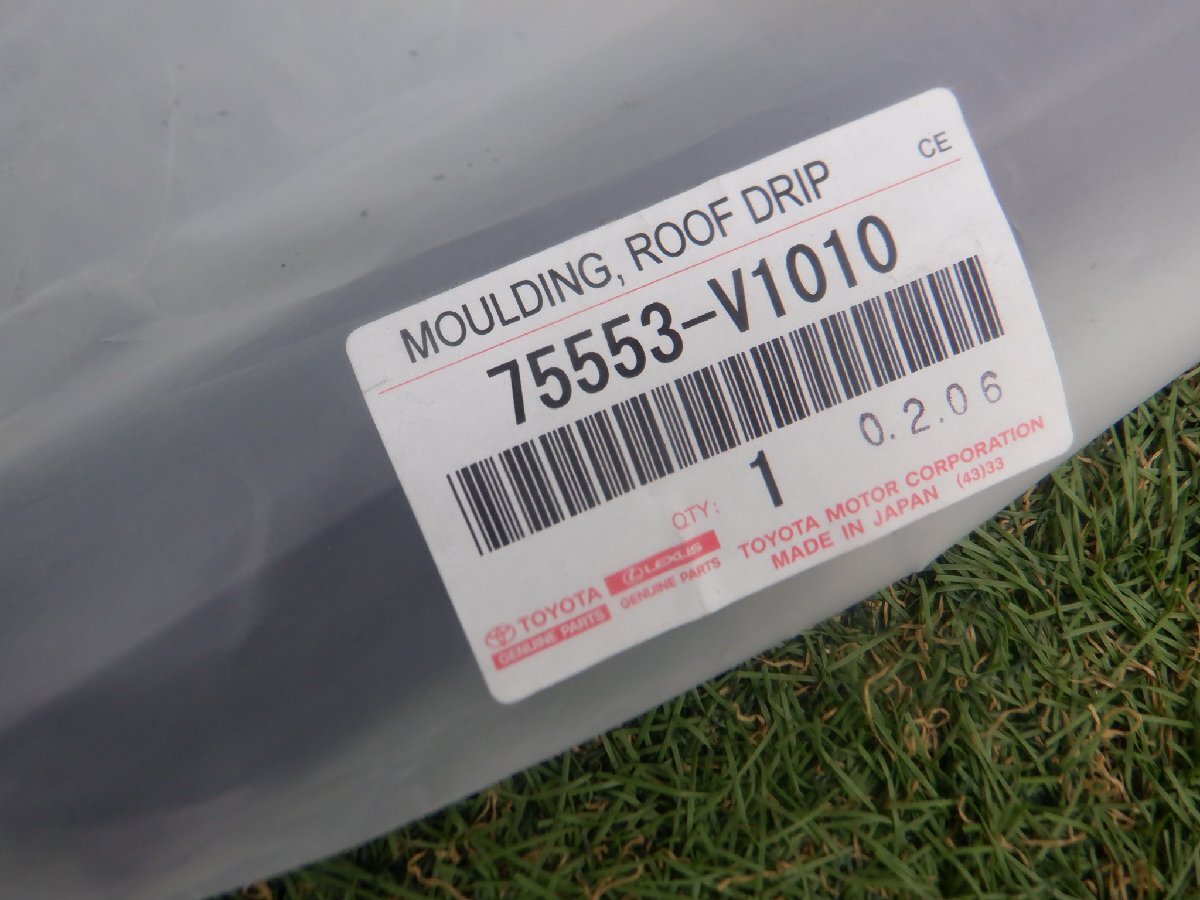 MOULDING, ROOF DRIP CE
75553-V1010
0.2.06
QTY: 1
TOYOTA
GENUINE PARTS
LEXUS
GENUINE PARTS
TOYOTA MOTOR CORPORATION
MADE IN JAPAN (43)33